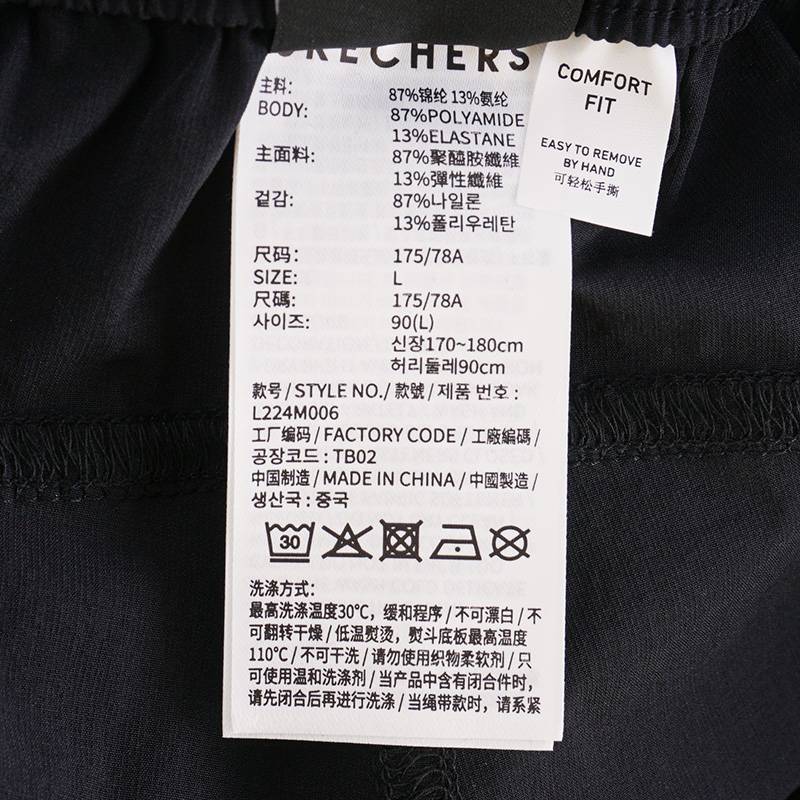 SKECHERS
COMFORT
FIT
EASY TO REMOVE
BY HAND
可轻松手撕
主料: 87%锦纶 13%氨纶
BODY: 87%POLYAMIDE
13%ELASTANE
主面料: 87%聚醯胺纖維
13%彈性纖維
겉감: 87%나일론
13%폴리우레탄
尺码: 175/78A
SIZE: L
尺碼: 175/78A
사이즈: 90(L)
신장170~180cm
허리둘레90cm
款号/STYLE NO./款號/제품 번호:
L224M006
工厂编码/FACTORY CODE/工廠編碼/
공장코드:TB02
中国制造/MADE IN CHINA/中國製造/
생산국:중국
30
洗涤方式:
最高洗涤温度30℃，缓和程序/不可漂白/不
可翻转干燥/低温熨烫，熨斗底板最高温度
110℃/不可干洗/请勿使用织物柔软剂/只
可使用温和洗涤剂/当产品中含有闭合件时，
请先闭合后再进行洗涤/当绳带款时，请系紧